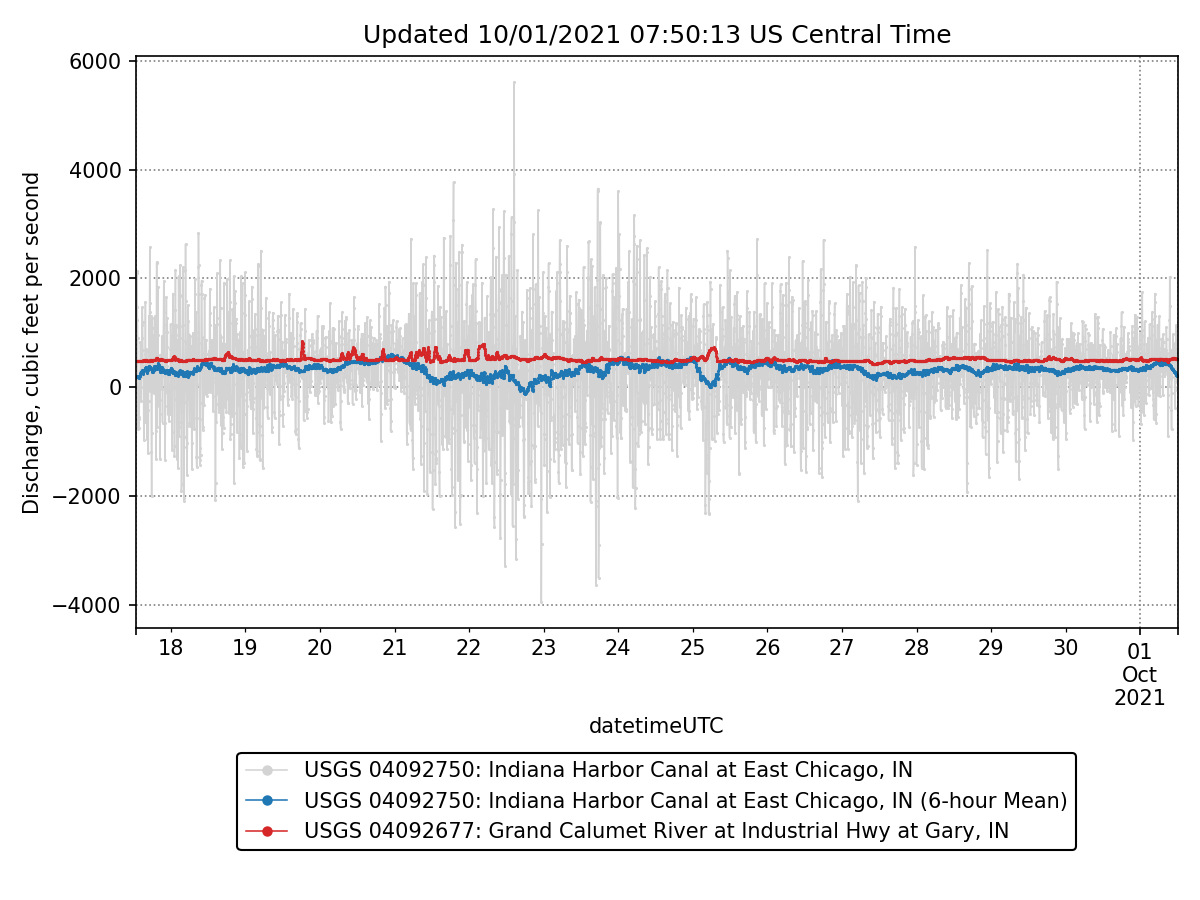 Updated 10/01/2021 07:50:13 US Central Time
Discharge, cubic feet per second
6000
4000
2000
0
−2000
−4000
18 19 20 21 22 23 24 25 26 27 28 29 30 01
Oct
2021
datetimeUTC
USGS 04092750: Indiana Harbor Canal at East Chicago, IN
USGS 04092750: Indiana Harbor Canal at East Chicago, IN (6-hour Mean)
USGS 04092677: Grand Calumet River at Industrial Hwy at Gary, IN